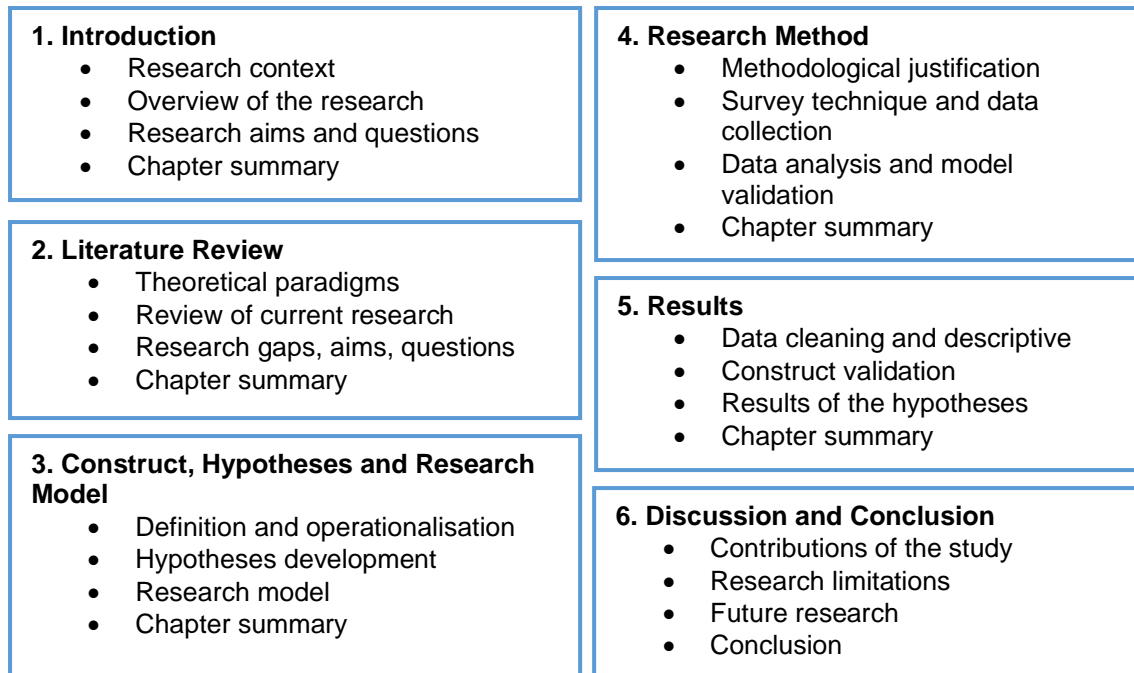 1. Introduction
• Research context
• Overview of the research
• Research aims and questions
• Chapter summary
2. Literature Review
• Theoretical paradigms
• Review of current research
• Research gaps, aims, questions
• Chapter summary
3. Construct, Hypotheses and Research
Model
• Definition and operationalisation
• Hypotheses development
• Research model
• Chapter summary
4. Research Method
• Methodological justification
• Survey technique and data
collection
• Data analysis and model
validation
• Chapter summary
5. Results
• Data cleaning and descriptive
• Construct validation
• Results of the hypotheses
• Chapter summary
6. Discussion and Conclusion
• Contributions of the study
• Research limitations
• Future research
• Conclusion